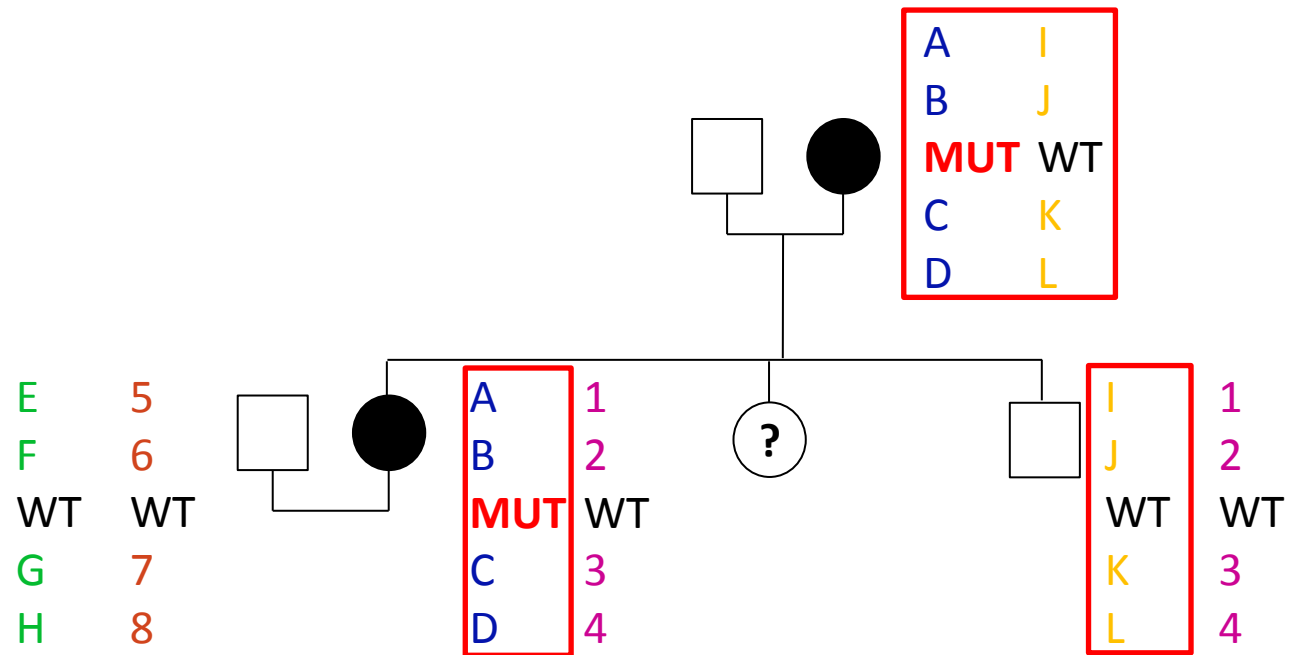 A I
B J
MUT WT
C K
D L
E 5 A 1 I 1
F 6 B 2 ? J 2
WT WT MUT WT WT WT
G 7 C 3 K 3
H 8 D 4 L 4